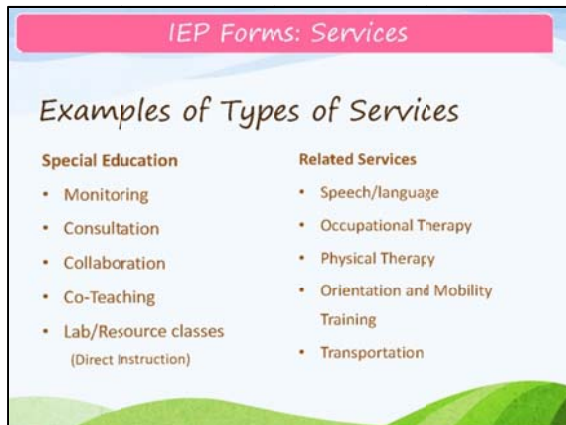 IEP Forms: Services
Examples of Types of Services
Special Education
• Monitoring
• Consultation
• Collaboration
• Co-Teaching
• Lab/Resource classes
(Direct Instruction)
Related Services
• Speech/language
• Occupational Therapy
• Physical Therapy
• Orientation and Mobility
Training
• Transportation